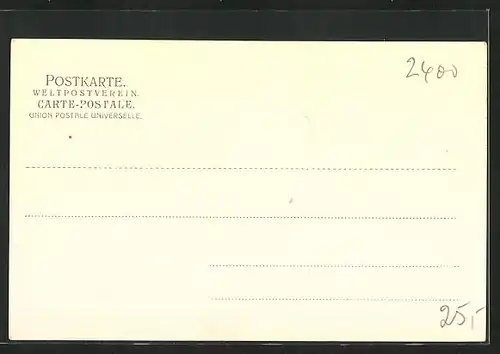 POSTKARTE.
WELTPOSTVEREIN.
CARTE-POSTALE.
UNION POSTALE UNIVERSELLE.
2400
25,-